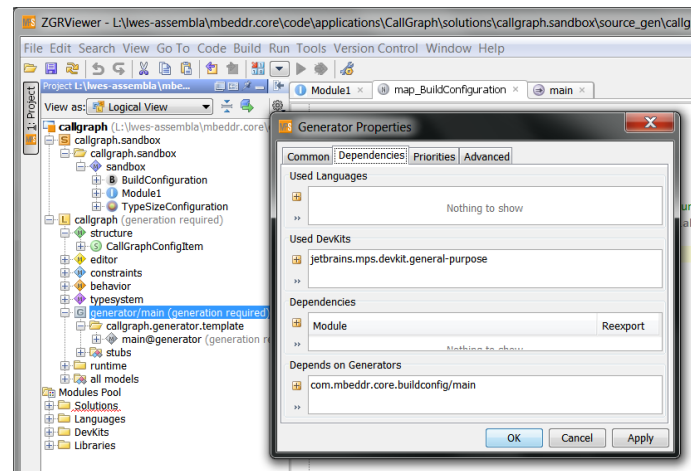 ZGRViewer - L:\lwes-assembla\mbeddr.core\code\applications\CallGraph\solutions\callgraph.sandbox\source_gen\callg
File Edit Search View Go To Code Build Run Tools Version Control Window Help
Project L:\lwes-assembla\mbe...
Module1
map_BuildConfiguration
main
1: Project
View as: Logical View
callgraph (L:\lwes-assembla\mbeddr.core\
callgraph.sandbox
callgraph.sandbox
sandbox
BuildConfiguration
Module1
TypeSizeConfiguration
callgraph (generation required)
structure
CallGraphConfigItem
editor
constraints
behavior
typesystem
generator/main (generation required)
callgraph.generator.template
main@generator (generation r
stubs
runtime
all models
Modules Pool
Solutions
Languages
DevKits
Libraries
Generator Properties
Common Dependencies Priorities Advanced
Used Languages
Nothing to show
Used DevKits
jetbrains.mps.devkit.general-purpose
Dependencies
Module Reexport
Nothing to show
Depends on Generators
com.mbeddr.core.buildconfig/main
OK Cancel Apply